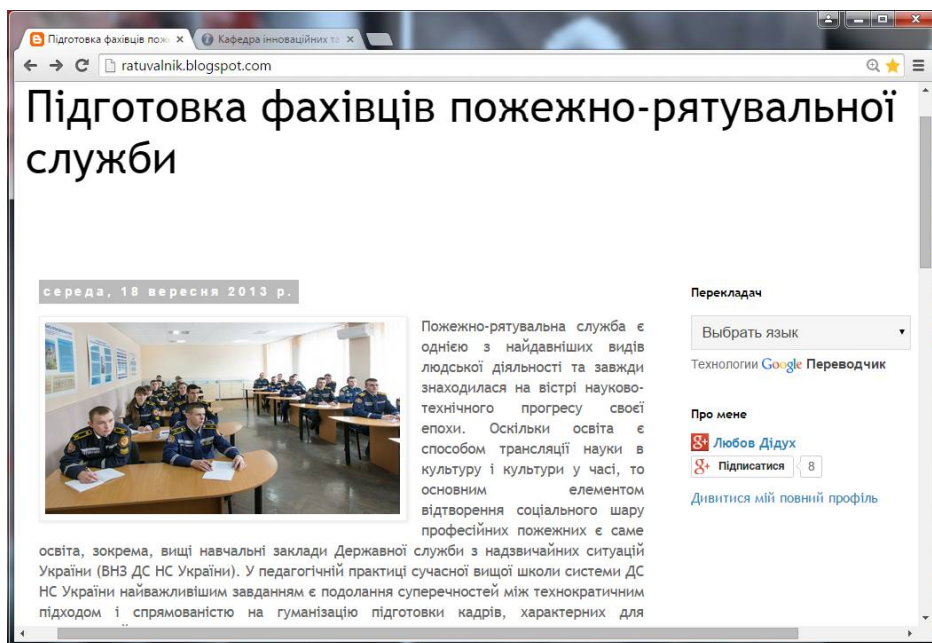 Підготовка фахівців пож
Кафедра інноваційних та
ratuvalnik.blogspot.com
Підготовка фахівців пожежно-рятувальної
служби
середа, 18 вересня 2013 р.
Пожежно-рятувальна служба є
однією з найдавніших видів
людської діяльності та завжди
знаходилася на вістрі науково-
технічного прогресу своєї
епохи. Оскільки освіта є
способом трансляції науки в
культуру і культури у часі, то
основним елементом
відтворення соціального шару
професійних пожежних є саме
освіта, зокрема, вищі навчальні заклади Державної служби з надзвичайних ситуацій
України (ВНЗ ДС НС України). У педагогічній практиці сучасної вищої школи системи ДС
НС України найважливішим завданням є подолання суперечностей між технократичним
підходом і спрямованістю на гуманізацію підготовки кадрів, характерних для
Перекладач
Выбрать язык
Технологии Google Переводчик
Про мене
Любов Дідух
Підписатися 8
Дивитися мій повний профіль